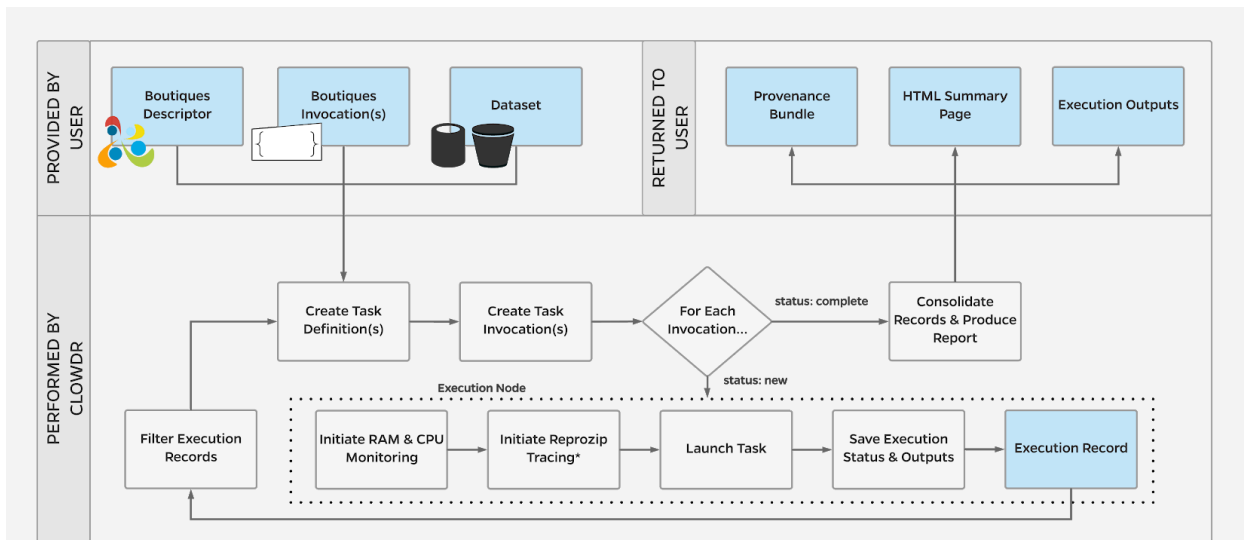 PROVIDED BY
USER
Boutiques
Descriptor
Boutiques
Invocation(s)
{ }
Dataset
RETURNED TO
USER
Provenance
Bundle
HTML Summary
Page
Execution Outputs
PERFORMED BY
CLOWDR
Create Task
Definition(s)
Create Task
Invocation(s)
For Each
Invocation...
status: complete
Consolidate
Records & Produce
Report
status: new
Execution Node
Filter Execution
Records
Initiate RAM & CPU
Monitoring
Initiate Reprozip
Tracing*
Launch Task
Save Execution
Status & Outputs
Execution Record